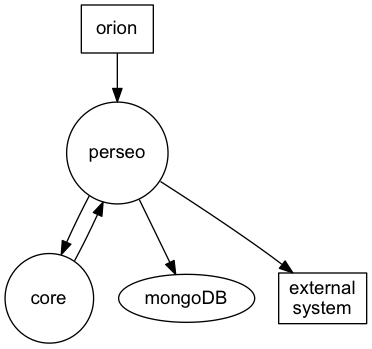 orion
perseo
core
mongoDB
external
system